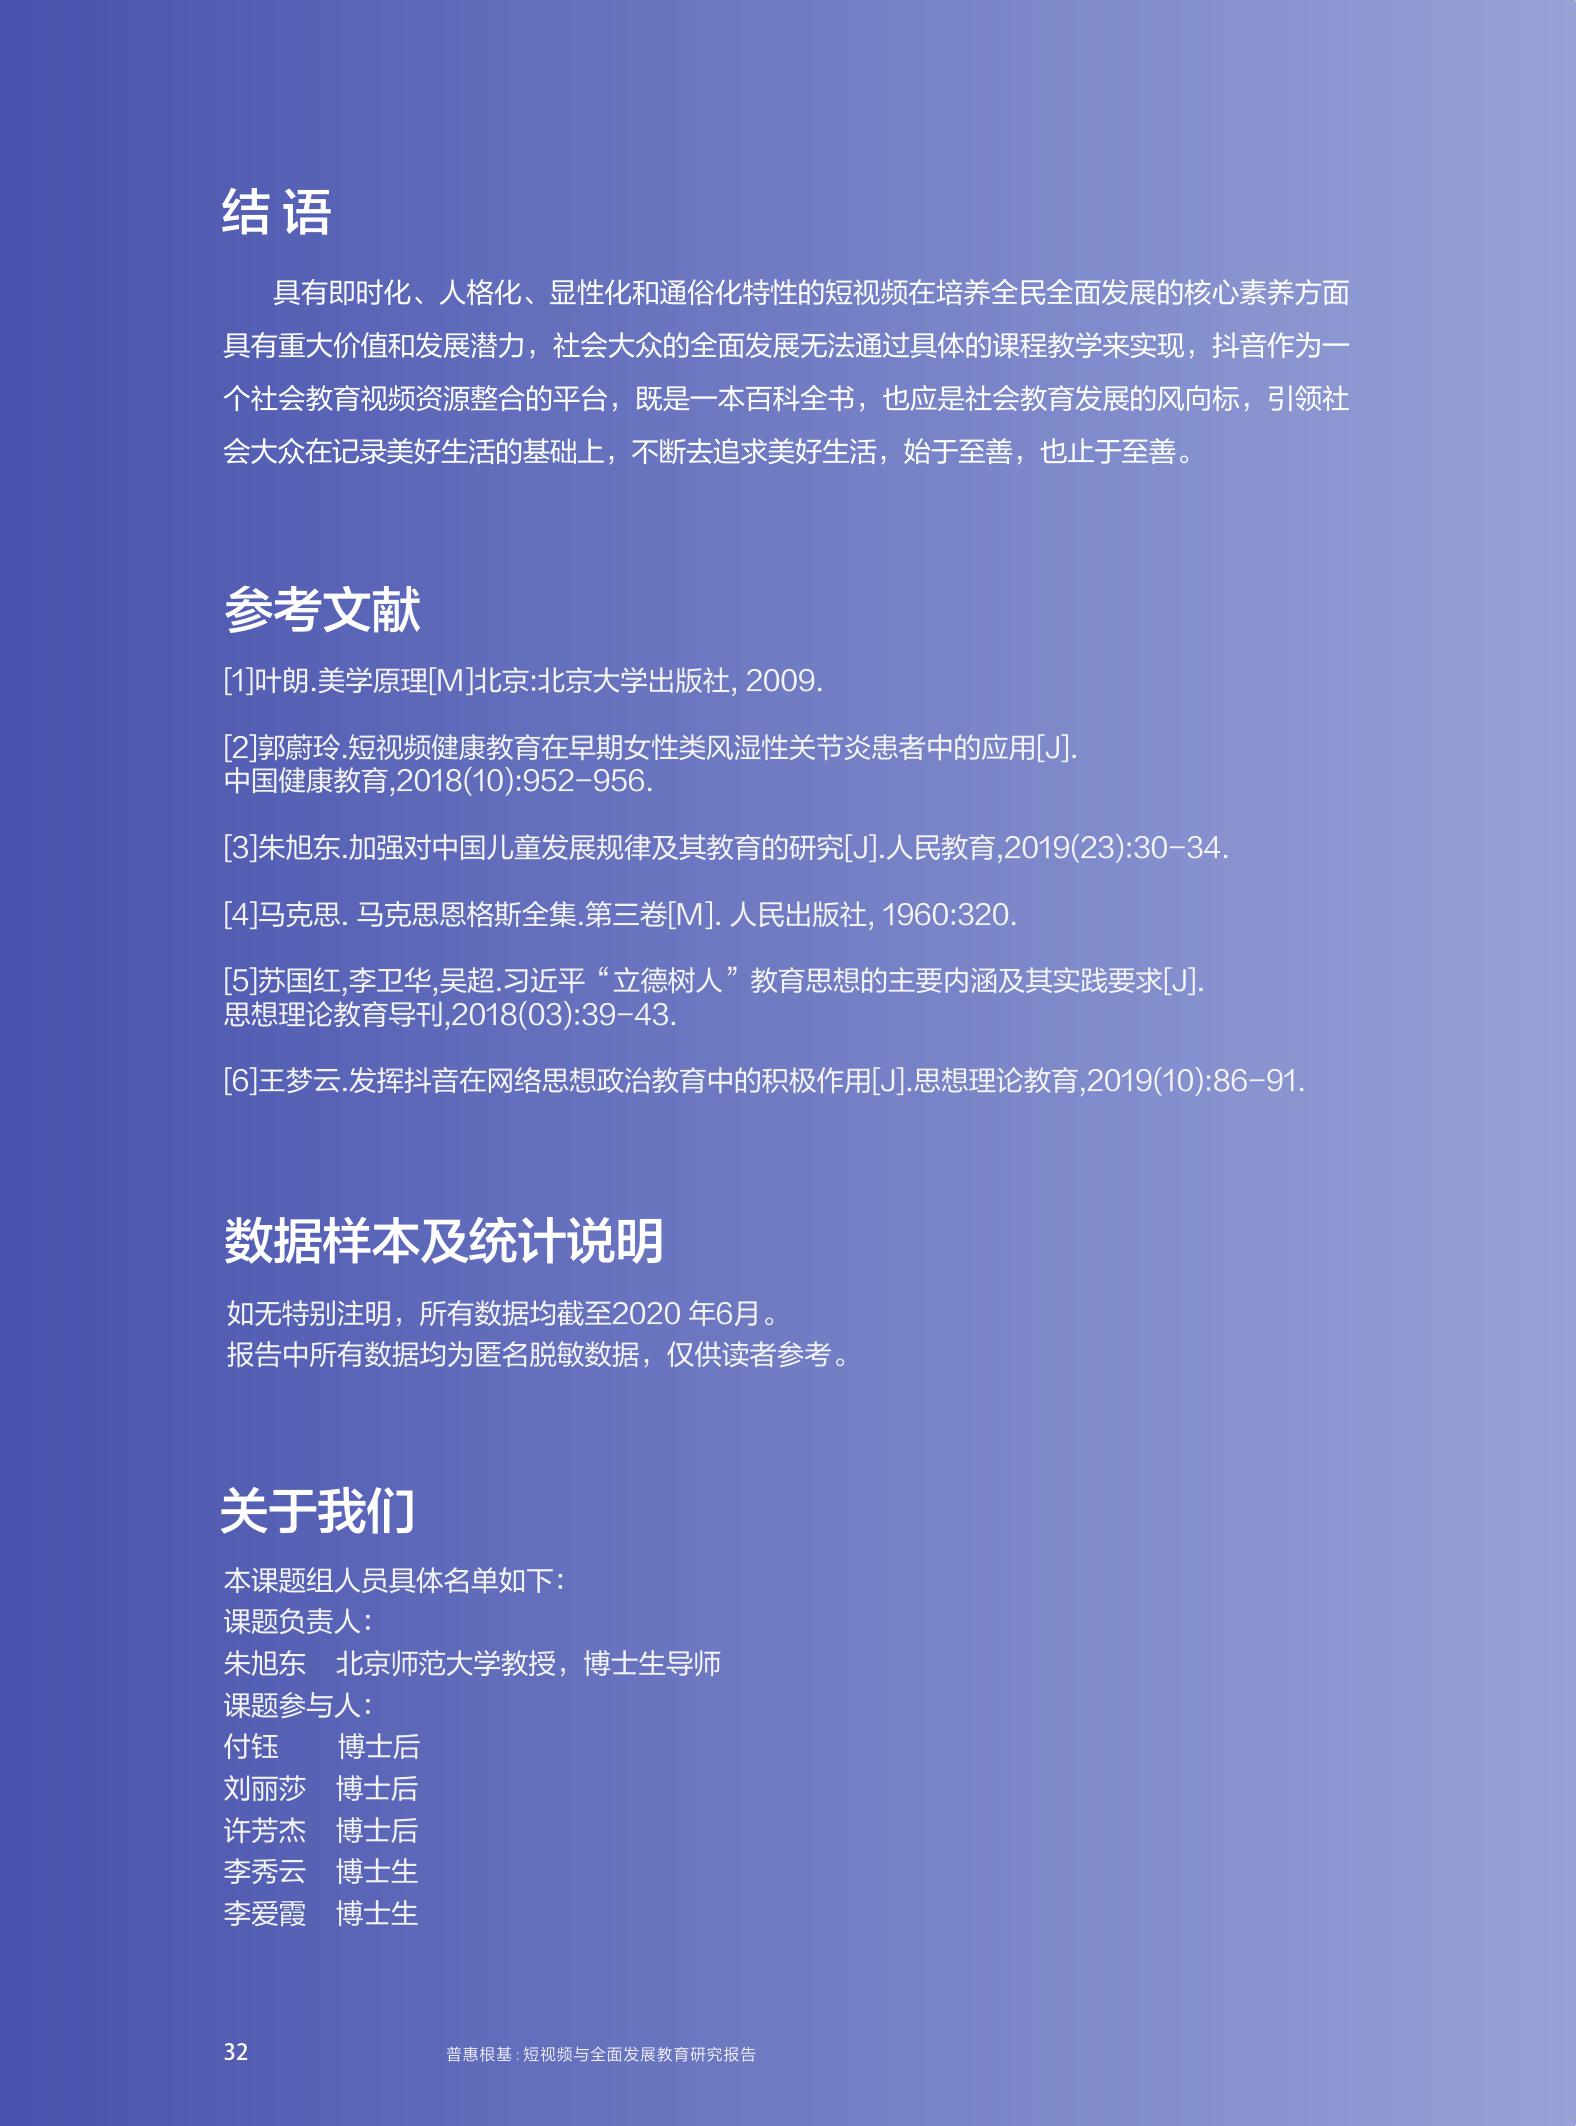 结 语
具有即时化、人格化、显性化和通俗化特性的短视频在培养全民全面发展的核心素养方面
具有重大价值和发展潜力，社会大众的全面发展无法通过具体的课程教学来实现，抖音作为一
个社会教育视频资源整合的平台，既是一本百科全书，也应是社会教育发展的风向标，引领社
会大众在记录美好生活的基础上，不断去追求美好生活，始于至善，也止于至善。
参考文献
[1]叶朗.美学原理[M]北京:北京大学出版社, 2009.
[2]郭蔚玲.短视频健康教育在早期女性类风湿性关节炎患者中的应用[J].
中国健康教育,2018(10):952-956.
[3]朱旭东.加强对中国儿童发展规律及其教育的研究[J].人民教育,2019(23):30-34.
[4]马克思. 马克思恩格斯全集.第三卷[M]. 人民出版社, 1960:320.
[5]苏国红,李卫华,吴超.习近平“立德树人”教育思想的主要内涵及其实践要求[J].
思想理论教育导刊,2018(03):39-43.
[6]王梦云.发挥抖音在网络思想政治教育中的积极作用[J].思想理论教育,2019(10):86-91.
数据样本及统计说明
如无特别注明，所有数据均截至2020 年6月。
报告中所有数据均为匿名脱敏数据，仅供读者参考。
关于我们
本课题组人员具体名单如下：
课题负责人：
朱旭东 北京师范大学教授，博士生导师
课题参与人：
付钰 博士后
刘丽莎 博士后
许芳杰 博士后
李秀云 博士生
李爱霞 博士生
32 普惠根基：短视频与全面发展教育研究报告